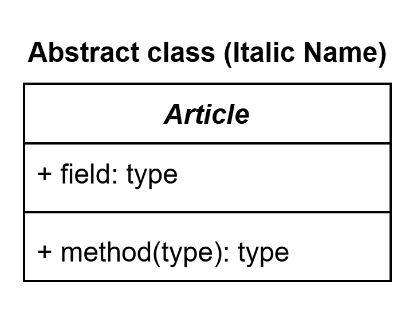 Abstract class (Italic Name)
Article
+ field: type
+ method(type): type